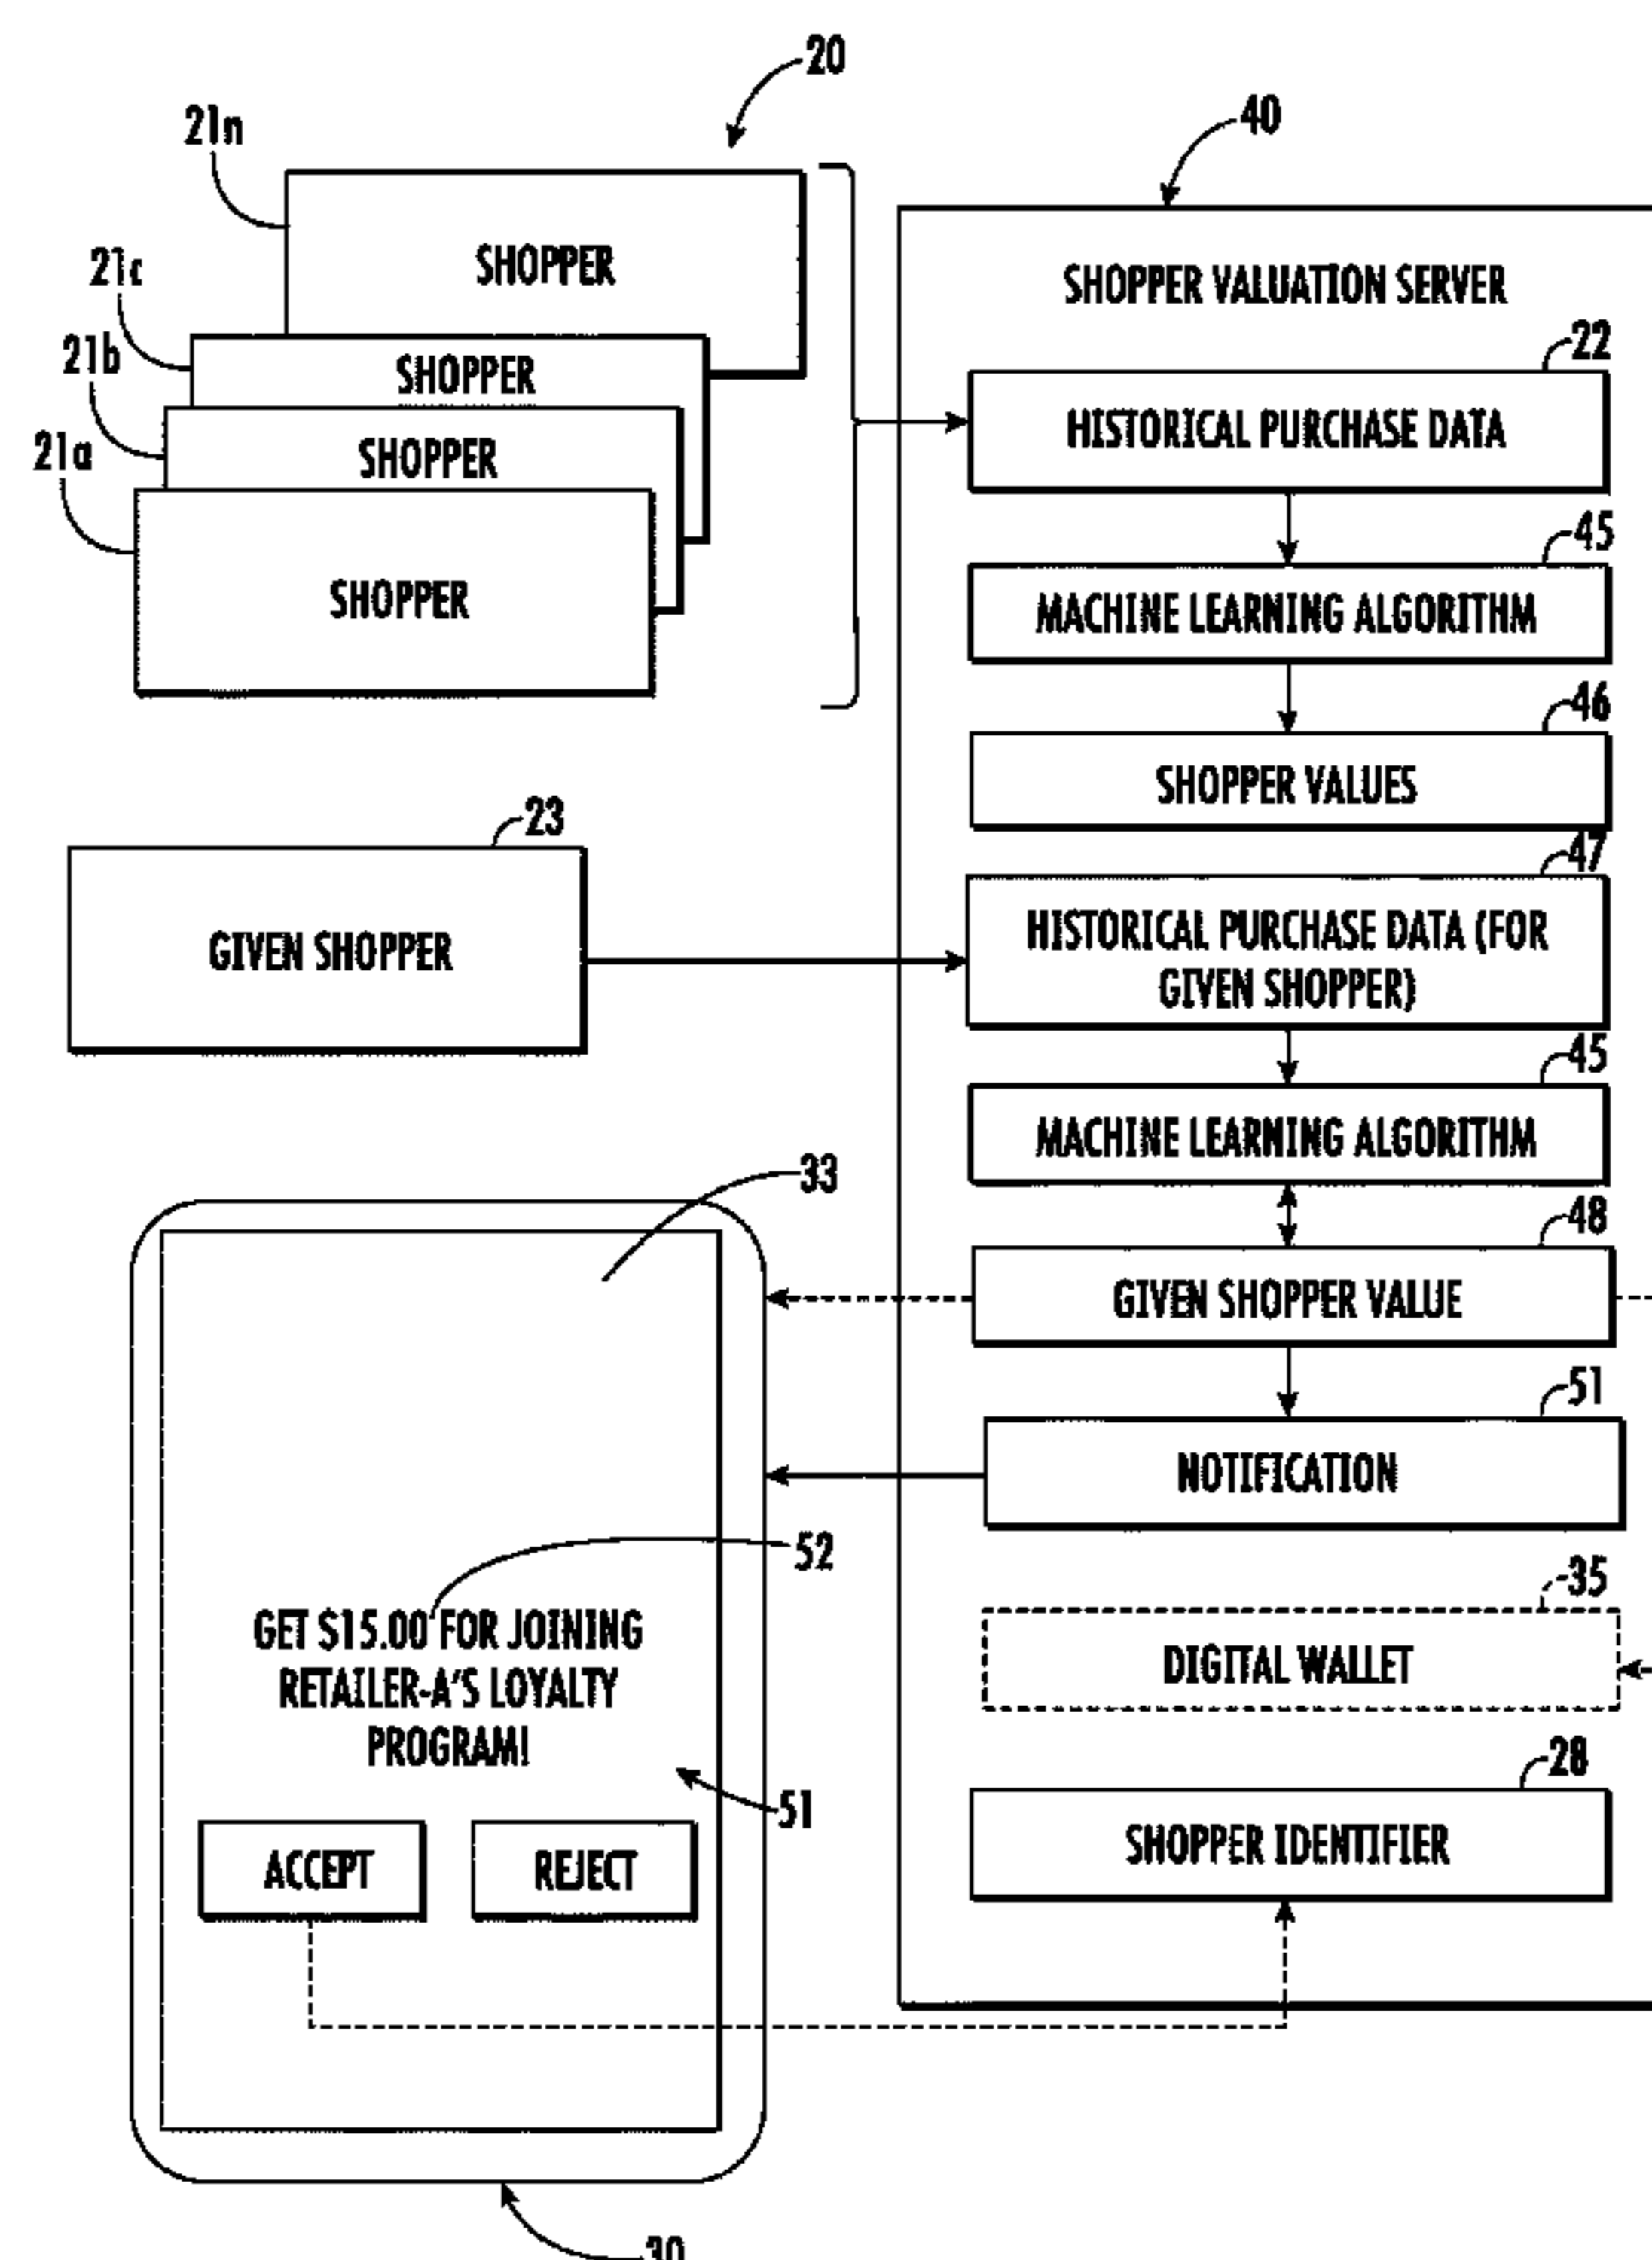 20
40
21n
SHOPPER
21c
SHOPPER VALUATION SERVER
22
21b
SHOPPER
HISTORICAL PURCHASE DATA
21a
SHOPPER
45
SHOPPER
MACHINE LEARNING ALGORITHM
46
SHOPPER VALUES
23
47
GIVEN SHOPPER
HISTORICAL PURCHASE DATA (FOR
GIVEN SHOPPER)
45
MACHINE LEARNING ALGORITHM
33
48
GIVEN SHOPPER VALUE
51
NOTIFICATION
52
35
GET $15.00 FOR JOINING
RETAILER-A'S LOYALTY
PROGRAM!
DIGITAL WALLET
51
28
ACCEPT
REJECT
SHOPPER IDENTIFIER
30